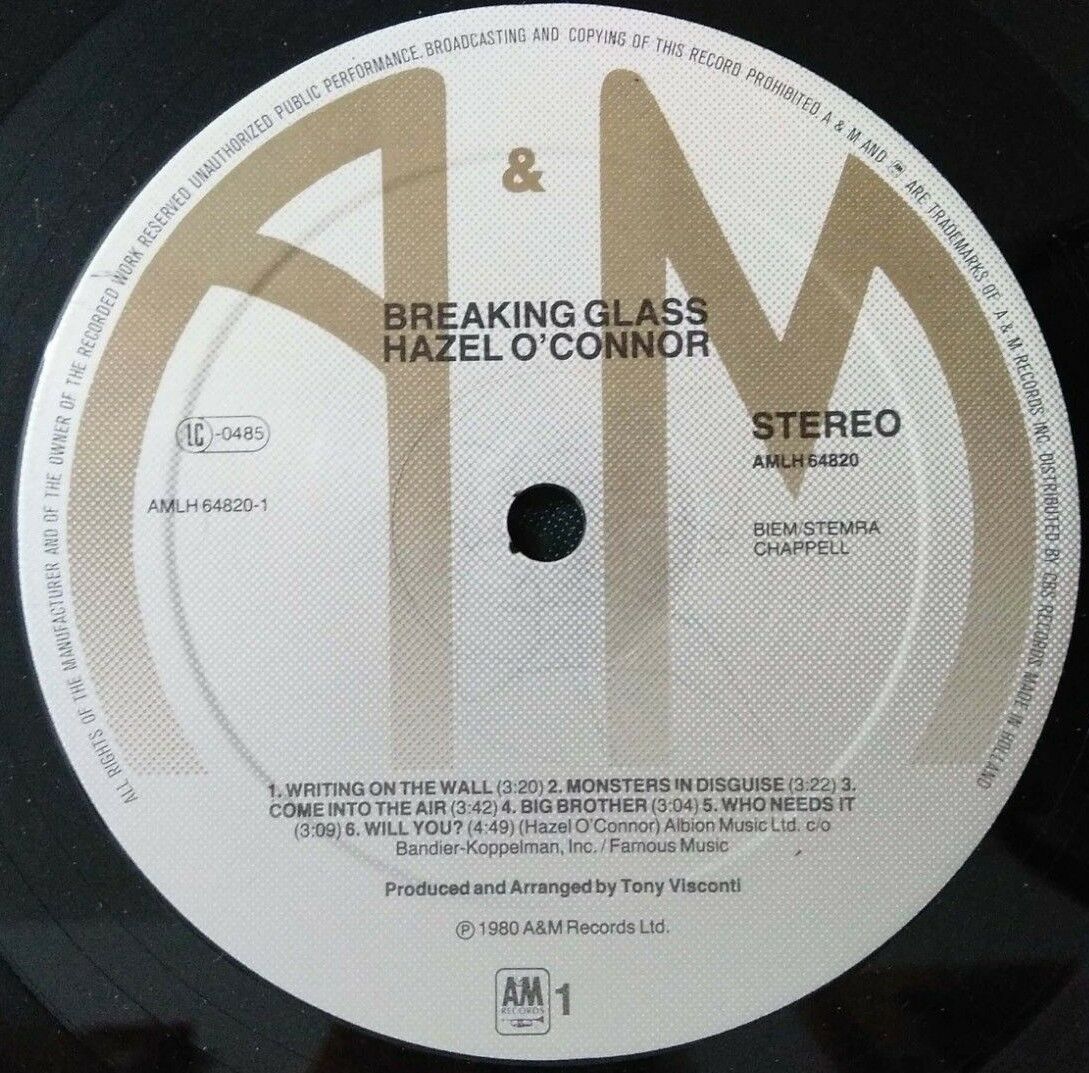 ALL RIGHTS OF THE MANUFACTURER AND OF THE OWNER OF THE RECORDED WORK RESERVED UNAUTHORIZED PUBLIC PERFORMANCE. BROADCASTING AND COPYING OF THIS RECORD PROHIBITED A & M AND AM ARE TRADEMARKS OF A & M RECORDS INC. DISTRIBUTED BY CBS RECORDS MADE IN HOLLAND
A & M
BREAKING GLASS
HAZEL O'CONNOR
LC-0485
STEREO
AMLH 64820
AMLH 64820-1
BIEM/STEMRA
CHAPPELL
1. WRITING ON THE WALL (3:20) 2. MONSTERS IN DISGUISE (3:22) 3.
COME INTO THE AIR (3:42) 4. BIG BROTHER (3:04) 5. WHO NEEDS IT
(3:09) 6. WILL YOU? (4:49) (Hazel O'Connor) Albion Music Ltd. c/o
Bandier-Koppelman, Inc. / Famous Music
Produced and Arranged by Tony Visconti
℗ 1980 A&M Records Ltd.
A&M
RECORDS
1